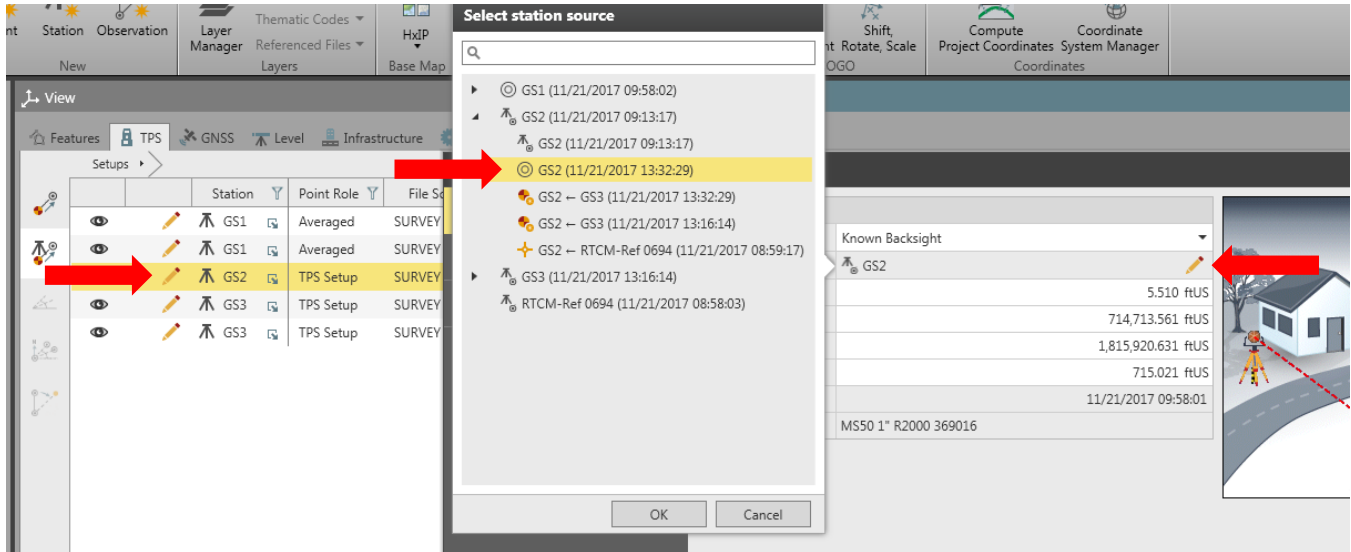 nt Station Observation
New
Layer Manager
Thematic Codes
Referenced Files
Layers
HxIP
Base Map
Select station source
GS1 (11/21/2017 09:58:02)
GS2 (11/21/2017 09:13:17)
GS2 (11/21/2017 09:13:17)
GS2 (11/21/2017 13:32:29)
GS2 ← GS3 (11/21/2017 13:32:29)
GS2 ← GS3 (11/21/2017 13:16:14)
GS2 ← RTCM-Ref 0694 (11/21/2017 08:59:17)
GS3 (11/21/2017 13:16:14)
RTCM-Ref 0694 (11/21/2017 08:58:03)
OK Cancel
Shift,
nt Rotate, Scale
OGO
Compute
Project Coordinates
Coordinate
System Manager
Coordinates
View
Features TPS GNSS Level Infrastructure
Setups
Station Point Role File So
GS1 Averaged SURVEY
GS1 Averaged SURVEY
GS2 TPS Setup SURVEY
GS3 TPS Setup SURVEY
GS3 TPS Setup SURVEY
Known Backsight
GS2
5.510 ftUS
714,713.561 ftUS
1,815,920.631 ftUS
715.021 ftUS
11/21/2017 09:58:01
MS50 1" R2000 369016